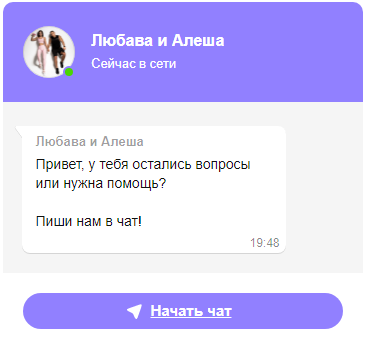 Любава и Алеша
Сейчас в сети
Любава и Алеша
Привет, у тебя остались вопросы
или нужна помощь?
Пиши нам в чат!
19:48
Начать чат